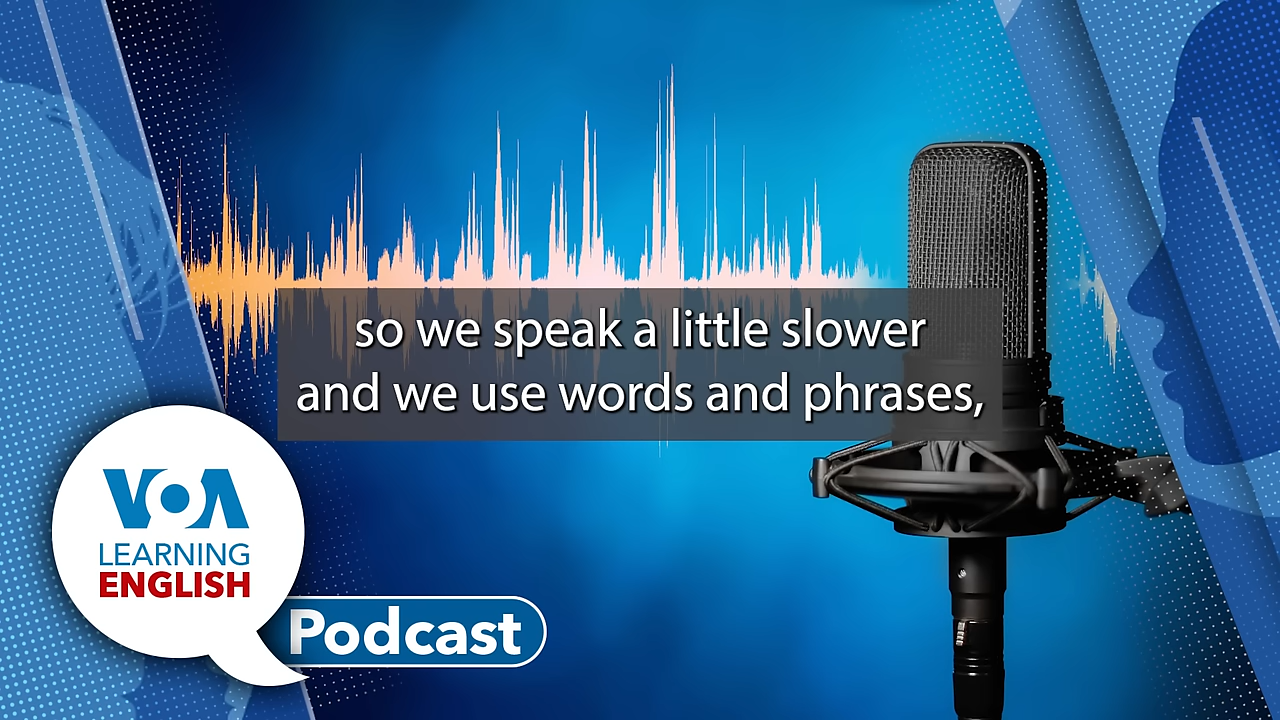 so we speak a little slower
and we use words and phrases,
VOA
LEARNING
ENGLISH
Podcast